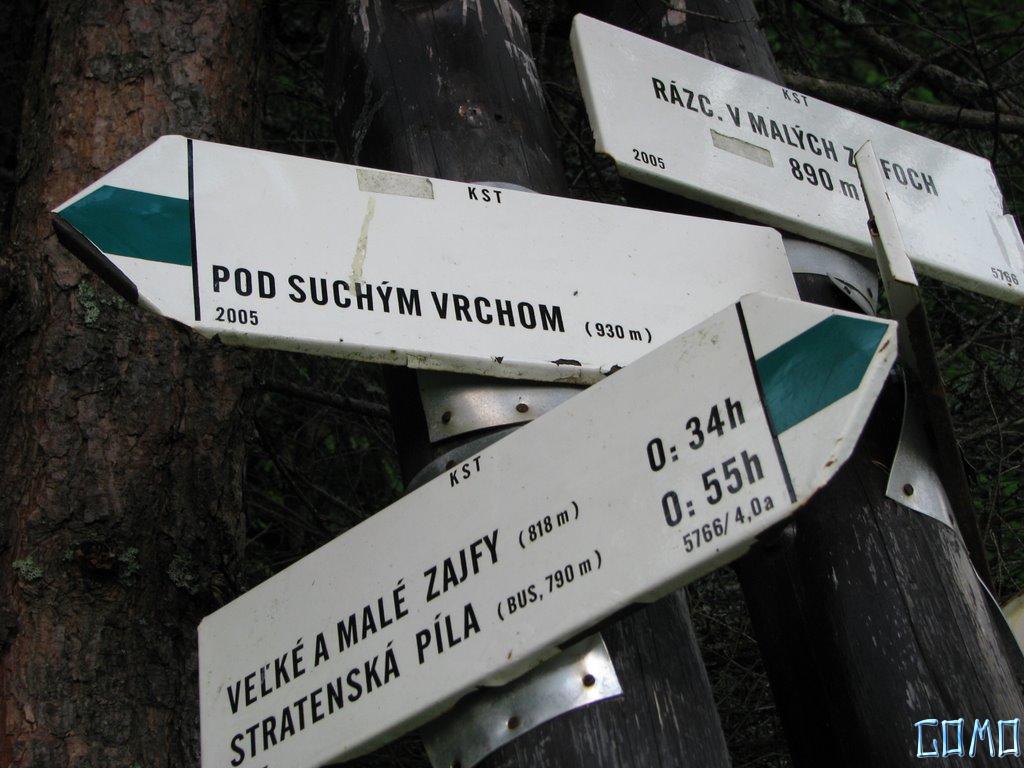 KST
RÁZC. V MALÝCH FOCH
890 m
2005
5766
KST
POD SUCHÝM VRCHOM (930 m)
2005
KST
0:34h
0:55h
5766/4,0a
VEĽKÉ A MALÉ ZAJFY (818 m)
STRATENSKÁ PÍLA (BUS, 790 m)
GOMO